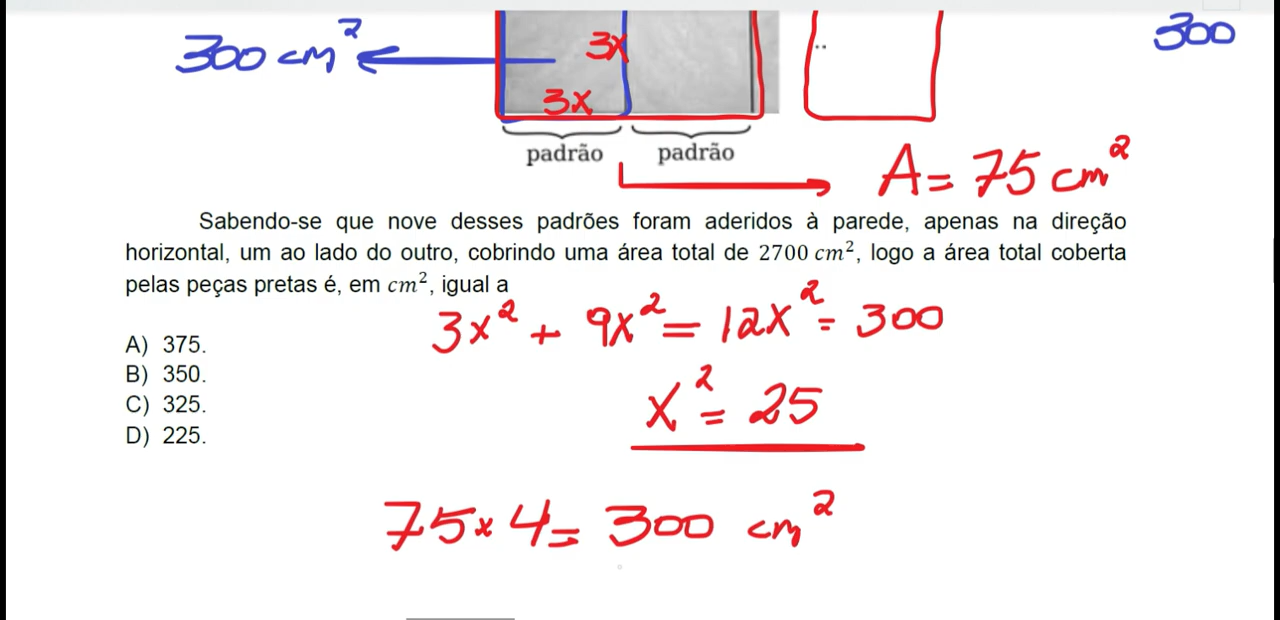 300 cm² 300
3x
3x
padrão padrão
A = 75 cm²
Sabendo-se que nove desses padrões foram aderidos à parede, apenas na direção
horizontal, um ao lado do outro, cobrindo uma área total de 2700 cm², logo a área total coberta
pelas peças pretas é, em cm², igual a
3x² + 9x² = 12x² = 300
A) 375.
B) 350.
x² = 25
C) 325.
D) 225.
75 x 4 = 300 cm²